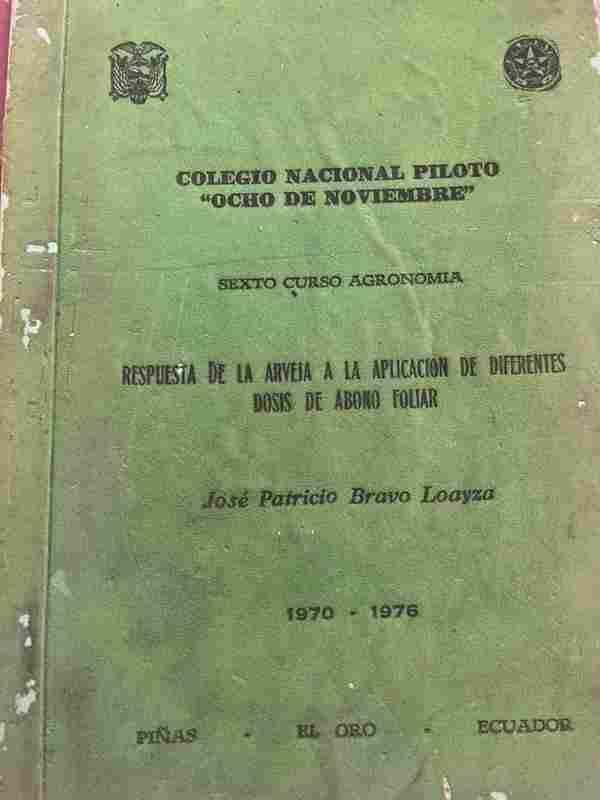 COLEGIO NACIONAL PILOTO
"OCHO DE NOVIEMBRE"
SEXTO CURSO AGRONOMIA
RESPUESTA DE LA ARVEJA A LA APLICACION DE DIFERENTES
DOSIS DE ABONO FOLIAR
José Patricio Bravo Loayza
1970 - 1976
PIÑAS - EL ORO - ECUADOR